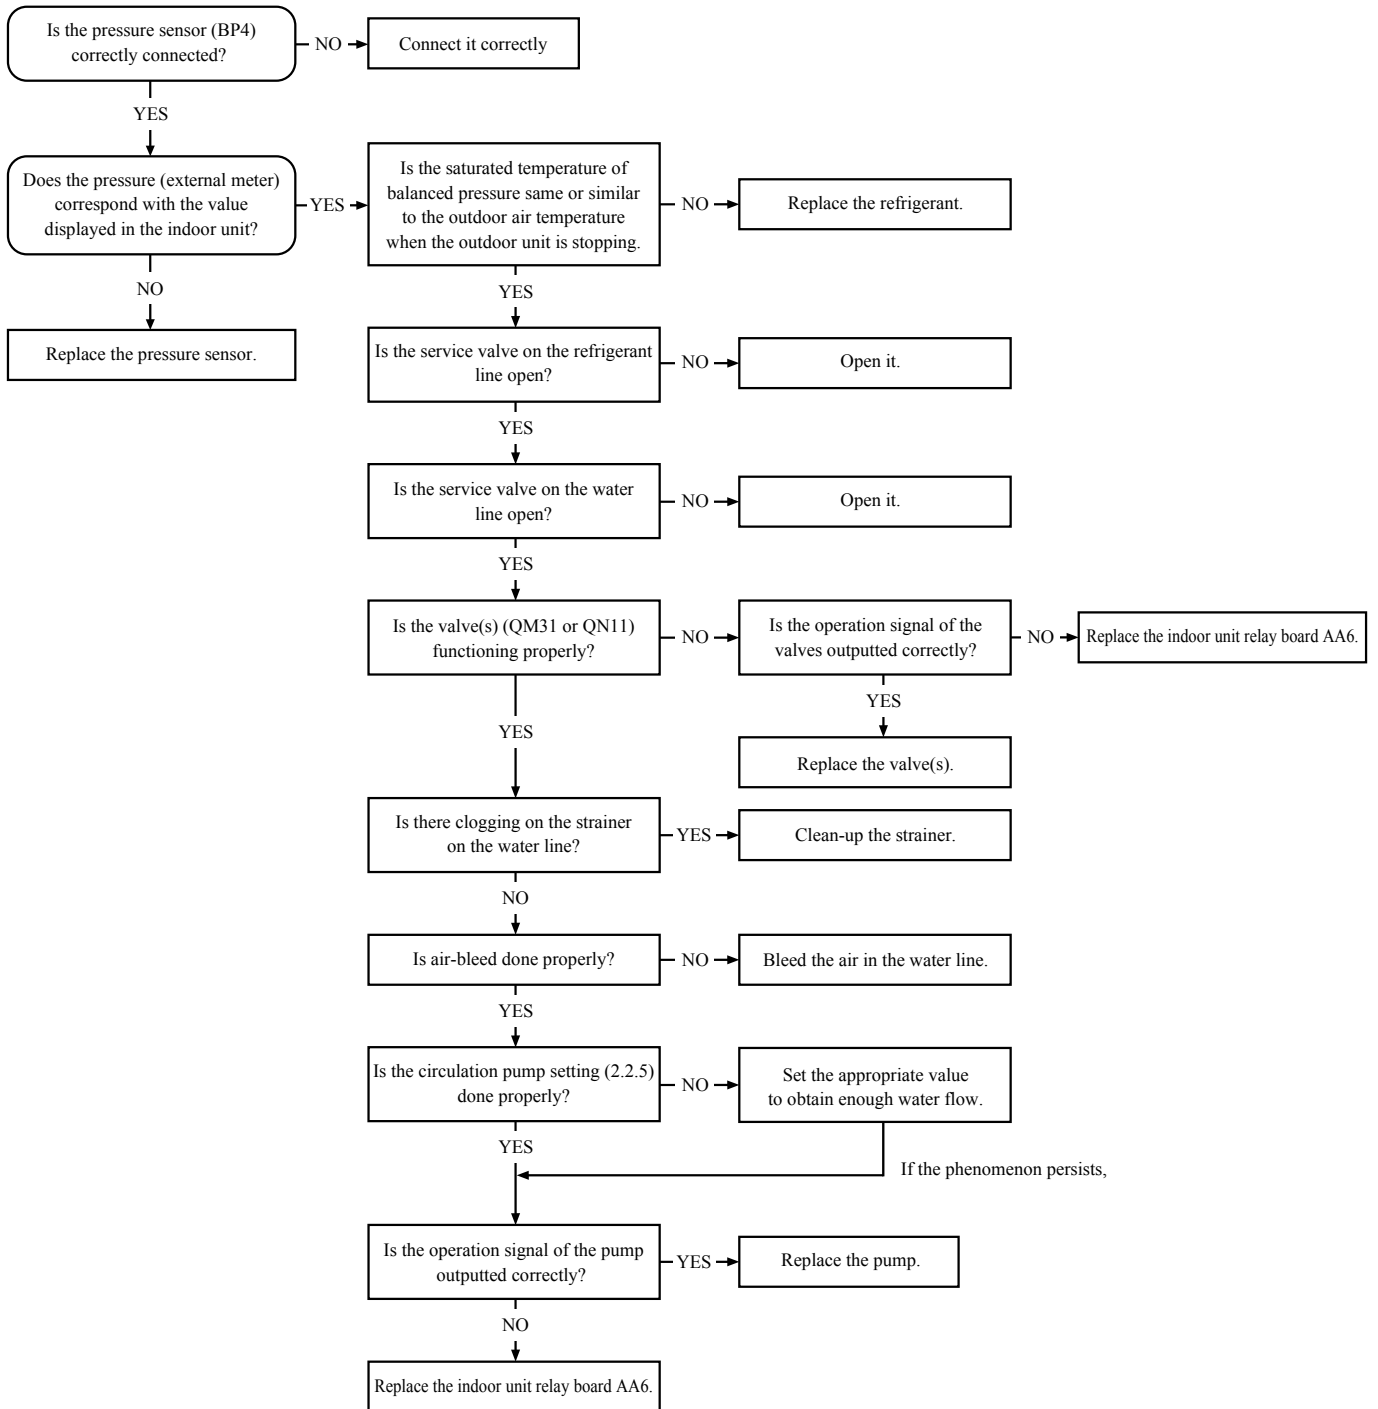 Is the pressure sensor (BP4)
correctly connected?
NO
Connect it correctly
YES
Does the pressure (external meter)
correspond with the value
displayed in the indoor unit?
YES
Is the saturated temperature of
balanced pressure same or similar
to the outdoor air temperature
when the outdoor unit is stopping.
NO
Replace the refrigerant.
NO
Replace the pressure sensor.
YES
Is the service valve on the refrigerant
line open?
NO
Open it.
YES
Is the service valve on the water
line open?
NO
Open it.
YES
Is the valve(s) (QM31 or QN11)
functioning properly?
NO
Is the operation signal of the
valves outputted correctly?
NO
Replace the indoor unit relay board AA6.
YES
Replace the valve(s).
YES
Is there clogging on the strainer
on the water line?
YES
Clean-up the strainer.
NO
Is air-bleed done properly?
NO
Bleed the air in the water line.
YES
Is the circulation pump setting (2.2.5)
done properly?
NO
Set the appropriate value
to obtain enough water flow.
YES
If the phenomenon persists,
Is the operation signal of the pump
outputted correctly?
YES
Replace the pump.
NO
Replace the indoor unit relay board AA6.